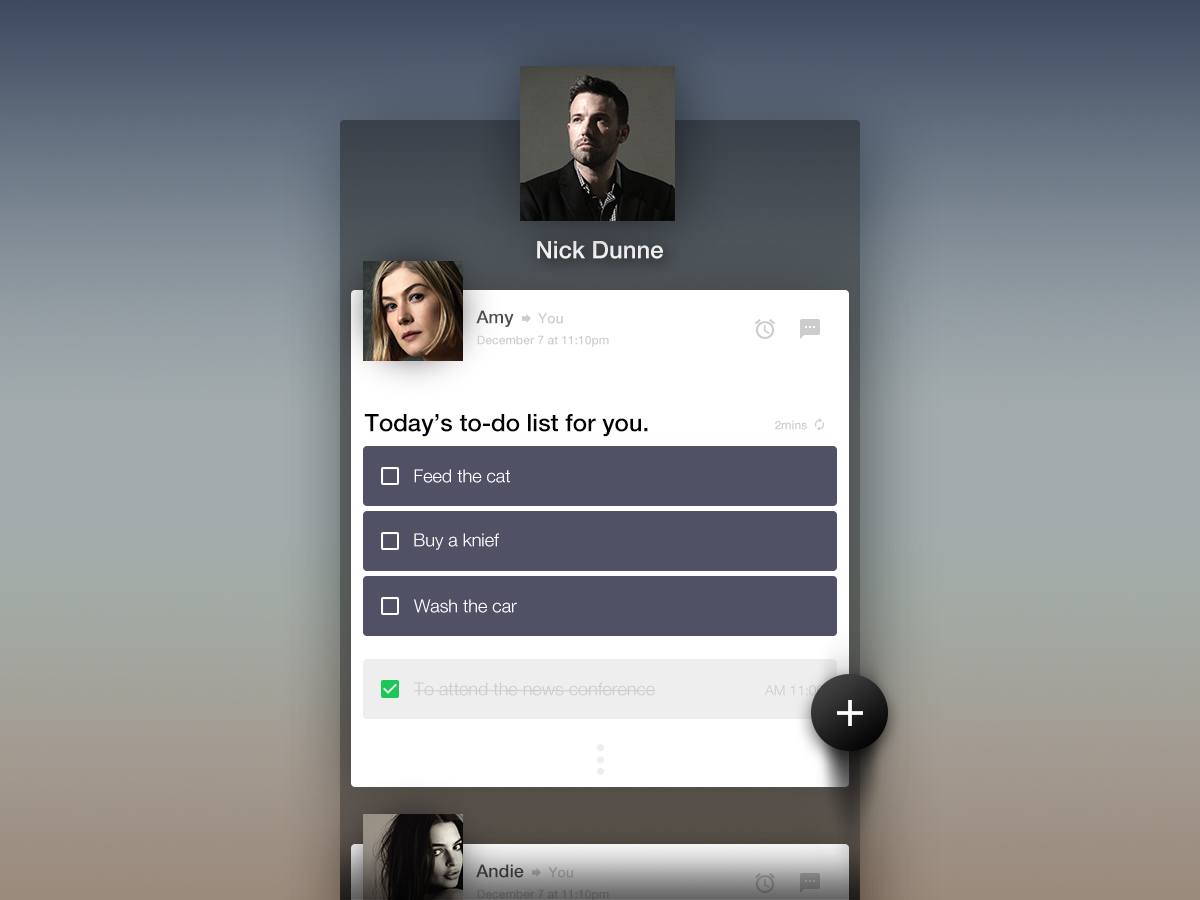 Nick Dunne
Amy You
December 7 at 11:10pm
Today's to-do list for you.
2mins
Feed the cat
Buy a knief
Wash the car
To attend the news conference
AM 11:0
Andie You
December 7 at 11:10pm